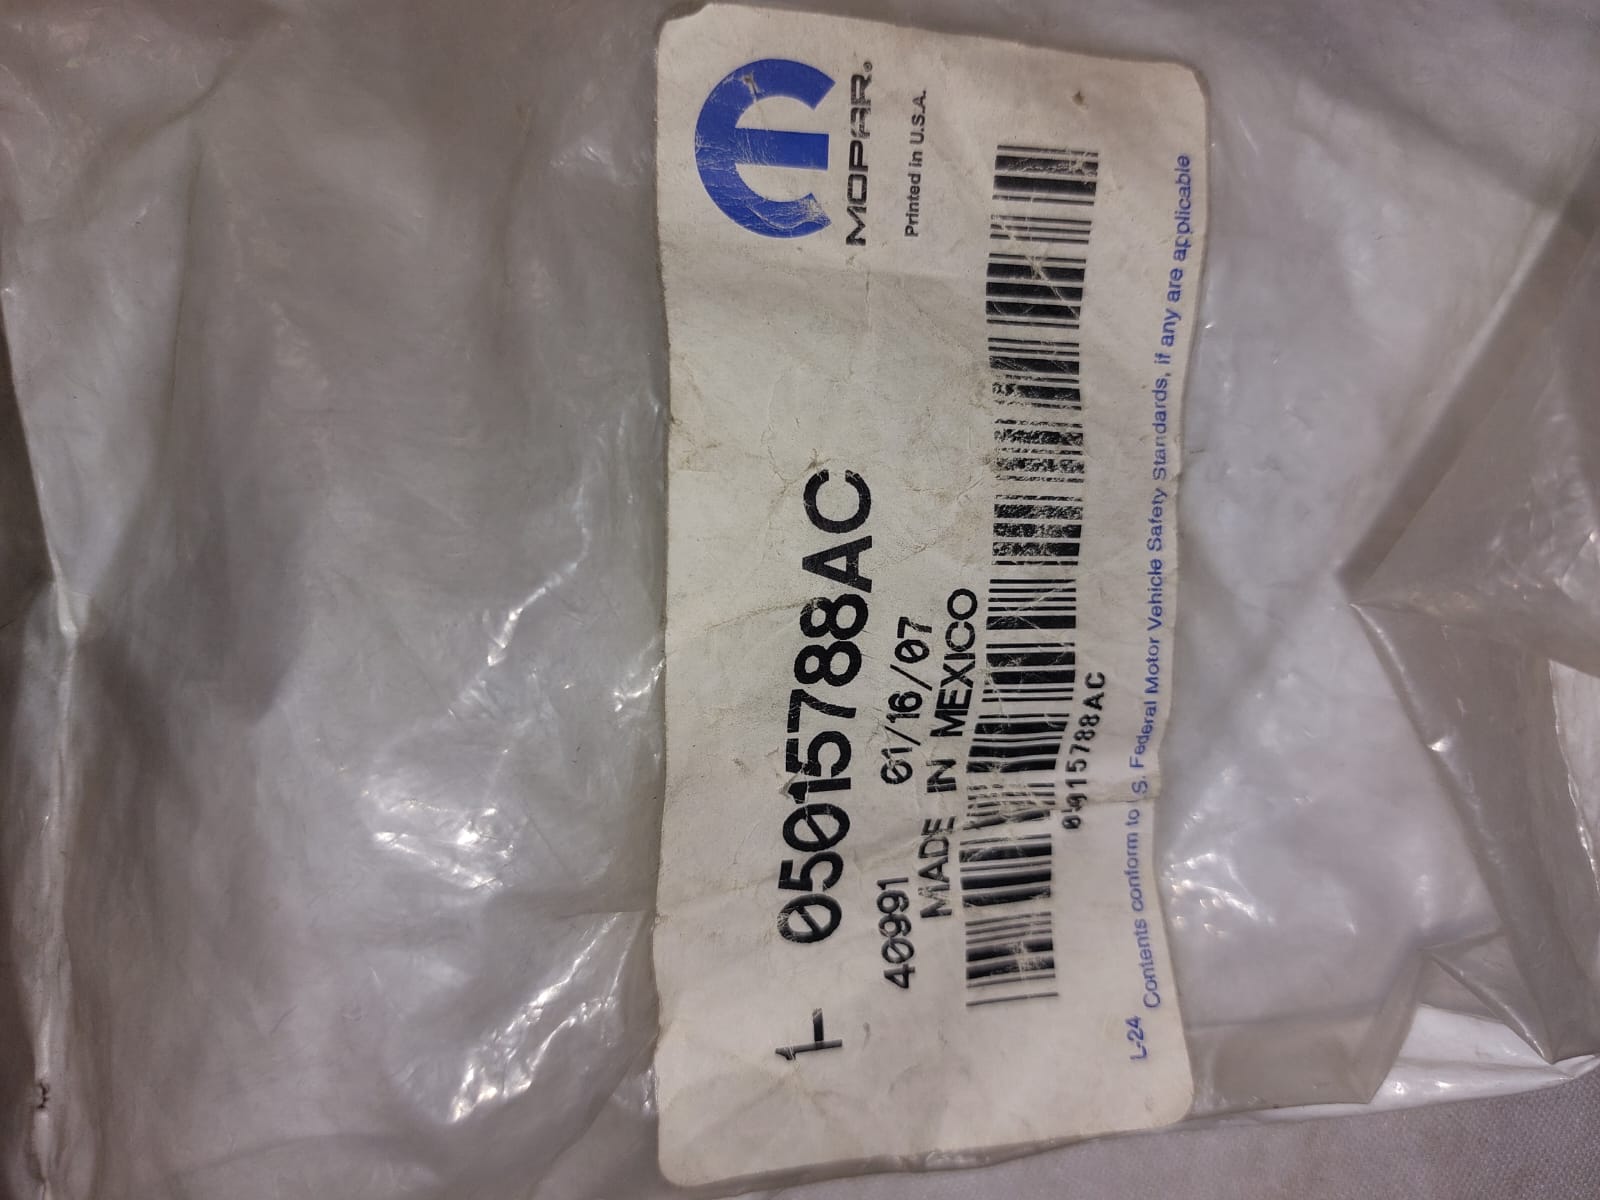 MOPAR®
Printed in U.S.A.
1- 05015788AC
40991 01/16/07
MADE IN MEXICO
05015788AC
L-24 Contents conform to U.S. Federal Motor Vehicle Safety Standards, if any are applicable